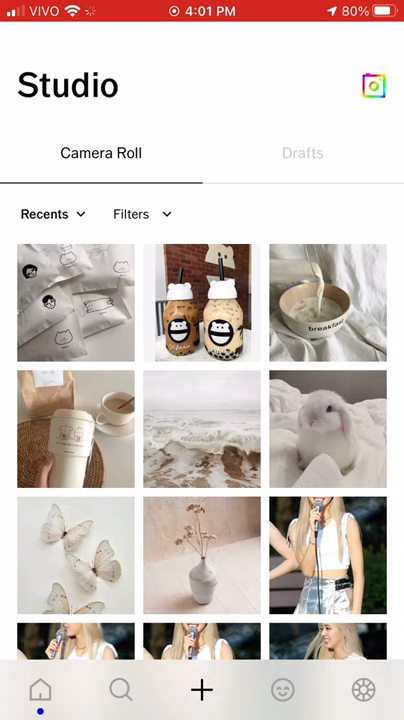 VIVO 4:01 PM 80%
Studio
Camera Roll Drafts
Recents Filters
breakfast